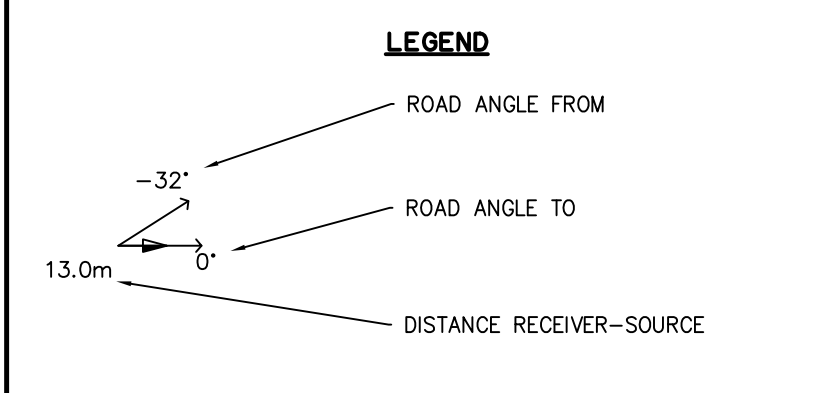 LEGEND
ROAD ANGLE FROM
-32°
ROAD ANGLE TO
0°
13.0m
DISTANCE RECEIVER-SOURCE